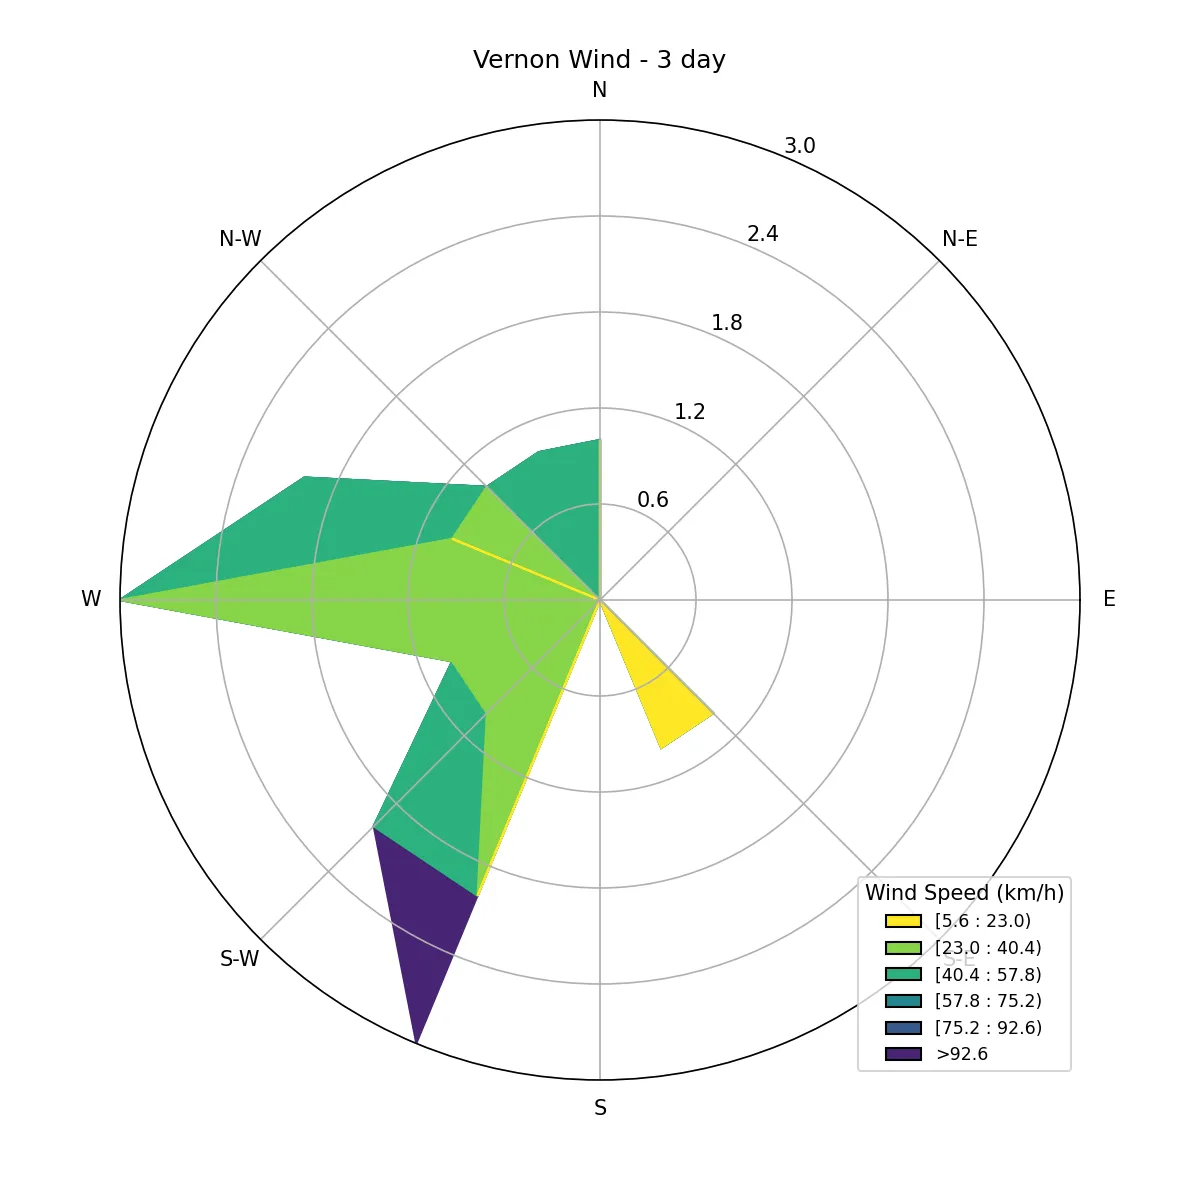 Vernon Wind - 3 day
N
3.0
N-W
N-E
2.4
1.8
1.2
0.6
W
E
S-W
S-E
Wind Speed (km/h)
[5.6 : 23.0)
[23.0 : 40.4)
[40.4 : 57.8)
[57.8 : 75.2)
[75.2 : 92.6)
>92.6
S